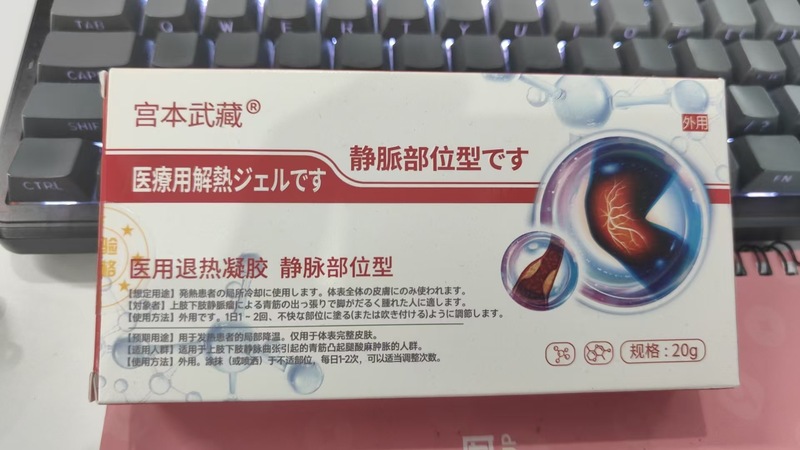 TAB Q W E R T Y U I O P
CAPS
SHIFT
CTRL
FN
宫本武藏®
外用
静脈部位型です
医療用解熱ジェルです
验
医用退热凝胶 静脉部位型
【想定用途】発熱患者の局所冷却に使用します。体表全体の皮膚にのみ使われます。
【対象者】上肢下肢静脈瘤による青筋の出っ張りで脚がだるく腫れた人に適します。
【使用方法】外用です。1日1~2回、不快な部位に塗る(または吹き付ける)ように調節します。
【预期用途】用于发热患者的局部降温。仅用于体表完整皮肤。
【适用人群】适用于上肢下肢静脉曲张引起的青筋凸起腿酸麻肿胀的人群。
【使用方法】外用。涂抹（或喷洒）于不适部位，每日1-2次，可以适当调整次数。
规格：20g